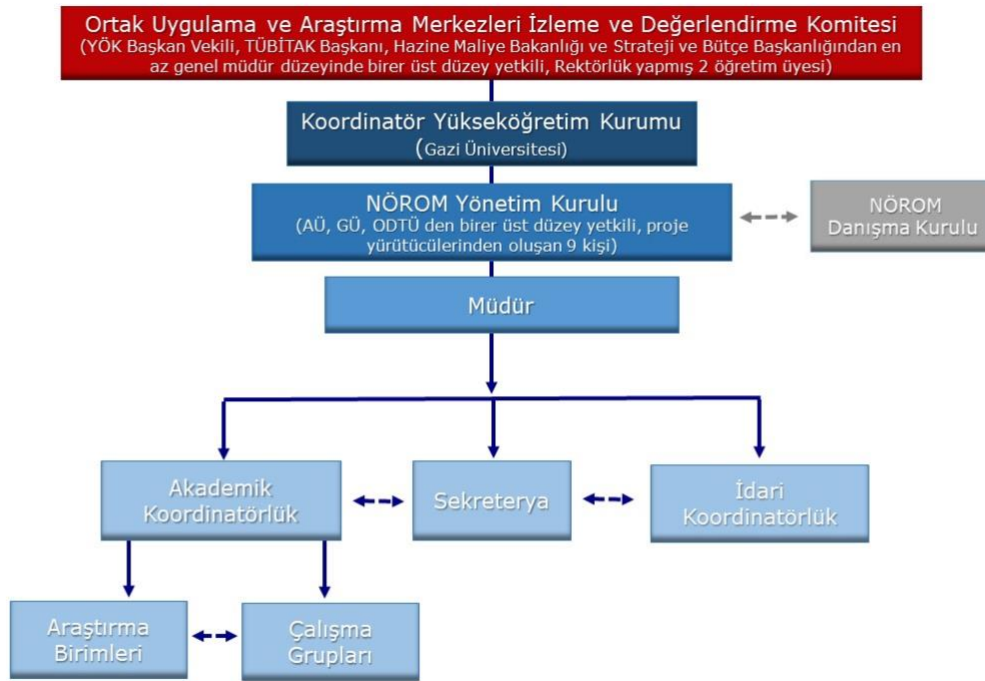 Ortak Uygulama ve Araştırma Merkezleri İzleme ve Değerlendirme Komitesi
(YÖK Başkan Vekili, TÜBİTAK Başkanı, Hazine Maliye Bakanlığı ve Strateji ve Bütçe Başkanlığından en
az genel müdür düzeyinde birer üst düzey yetkili, Rektörlük yapmış 2 öğretim üyesi)
Koordinatör Yükseköğretim Kurumu
(Gazi Üniversitesi)
NÖROM Yönetim Kurulu
(AÜ, GÜ, ODTÜ den birer üst düzey yetkili, proje
yürütücülerinden oluşan 9 kişi)
NÖROM
Danışma Kurulu
Müdür
Akademik
Koordinatörlük
Sekreterya
İdari
Koordinatörlük
Araştırma
Birimleri
Çalışma
Grupları